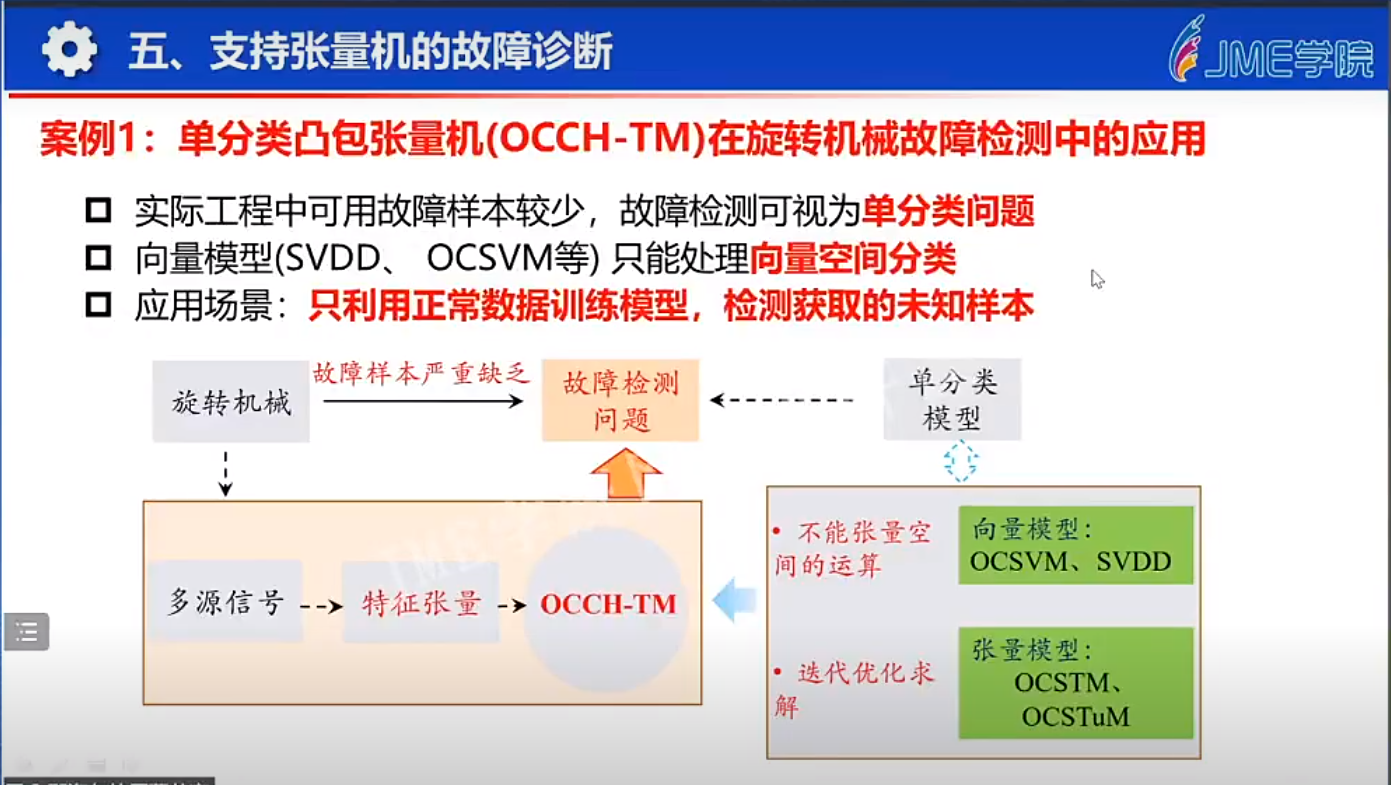 五、支持张量机的故障诊断
JME学院
案例1：单分类凸包张量机(OCCH-TM)在旋转机械故障检测中的应用
实际工程中可用故障样本较少，故障检测可视为单分类问题
向量模型(SVDD、 OCSVM等) 只能处理向量空间分类
应用场景：只利用正常数据训练模型，检测获取的未知样本
旋转机械
故障样本严重缺乏
故障检测
问题
单分类
模型
多源信号
特征张量
OCCH-TM
• 不能张量空
间的运算
向量模型：
OCSVM、SVDD
• 迭代优化求
解
张量模型：
OCSTM、
OCSTuM